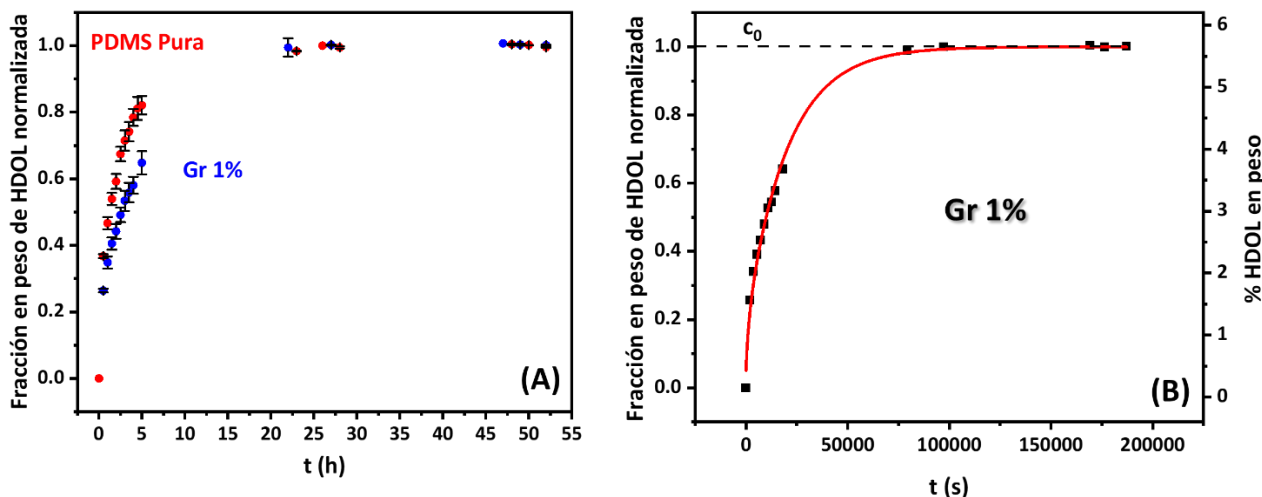 Fracción en peso de HDOL normalizada
1.0
0.8
0.6
0.4
0.2
0.0
PDMS Pura
Gr 1%
(A)
0 5 10 15 20 25 30 35 40 45 50 55
t (h)
Fracción en peso de HDOL normalizada
1.0
0.8
0.6
0.4
0.2
0.0
c0
Gr 1%
(B)
0 50000 100000 150000 200000
t (s)
6
5
4
3
2
1
0
% HDOL en peso